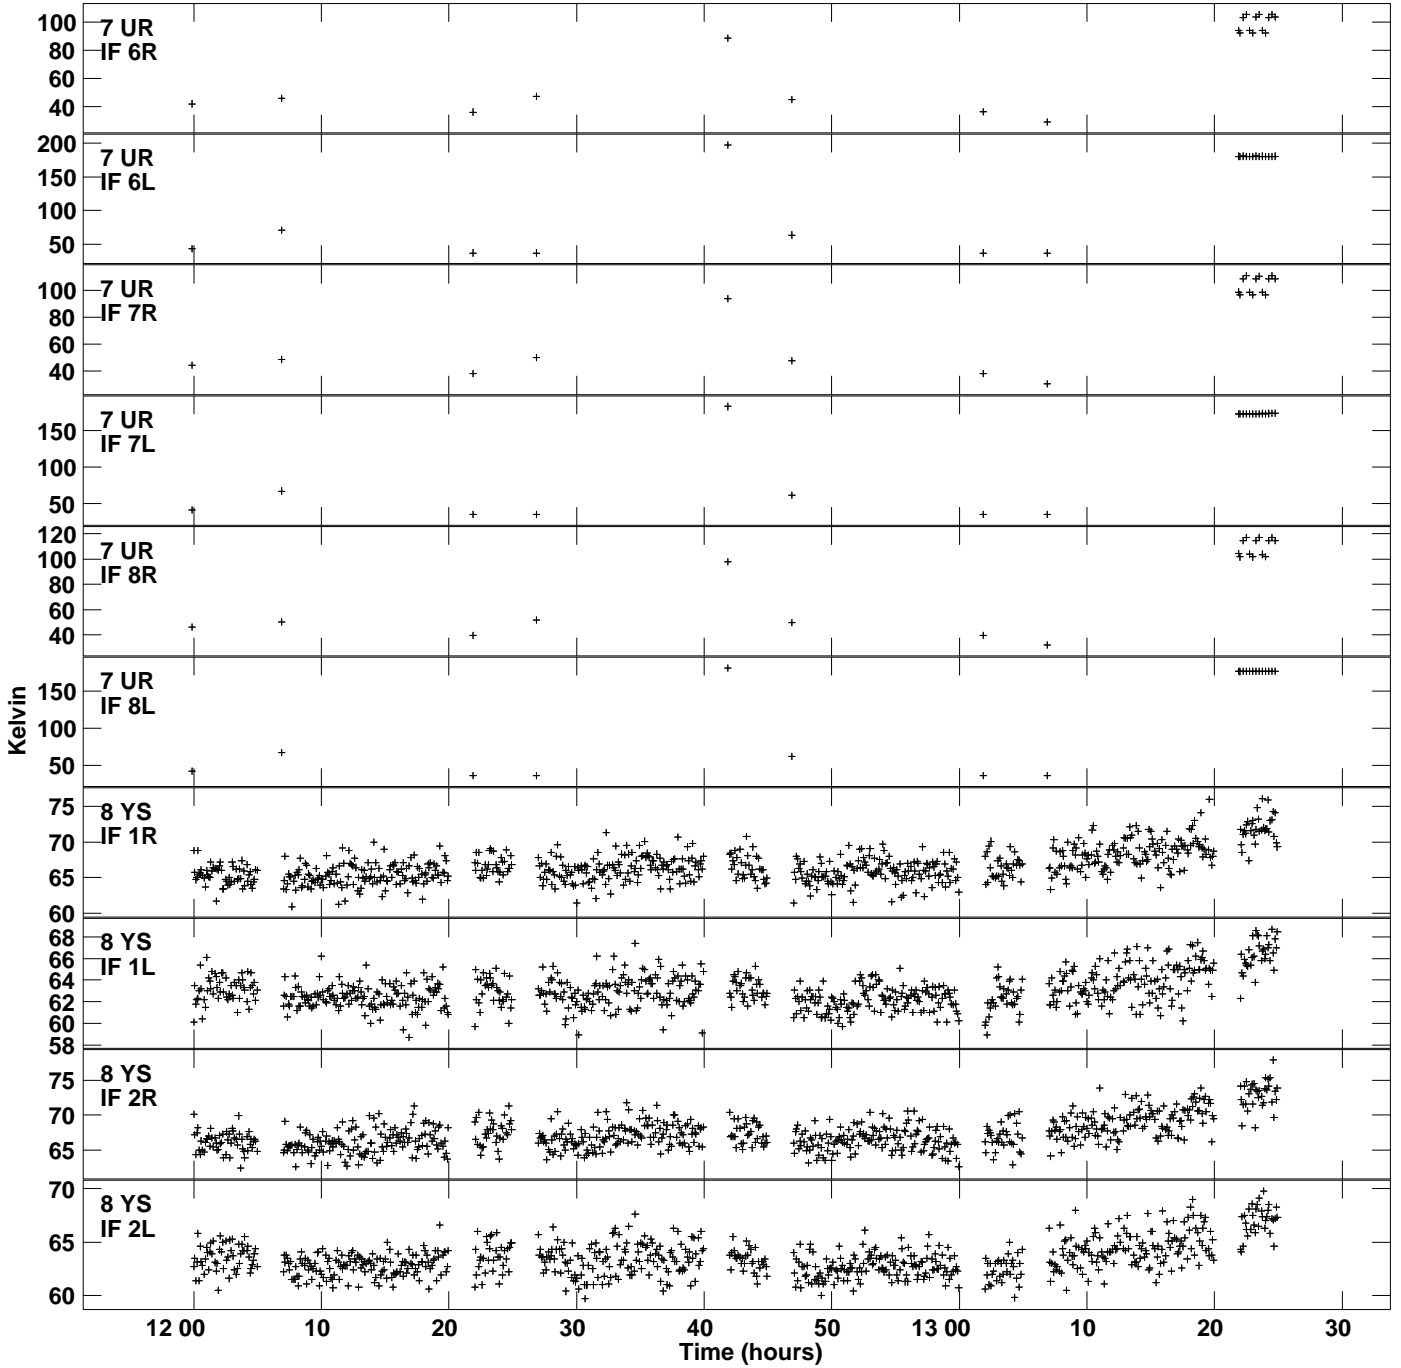 7 UR
IF 6R
100
80
60
40
7 UR
IF 6L
200
150
100
50
7 UR
IF 7R
100
80
60
40
7 UR
IF 7L
150
100
50
7 UR
IF 8R
120
100
80
60
40
7 UR
IF 8L
150
100
50
8 YS
IF 1R
75
70
65
60
8 YS
IF 1L
68
66
64
62
60
58
8 YS
IF 2R
75
70
65
8 YS
IF 2L
70
65
60
Kelvin
12 00 10 20 30 40 50 13 00 10 20 30
Time (hours)